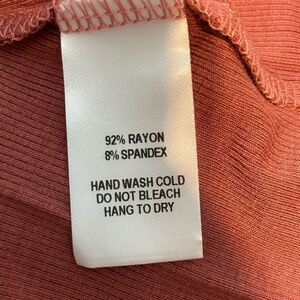 92% RAYON
8% SPANDEX
HAND WASH COLD
DO NOT BLEACH
HANG TO DRY